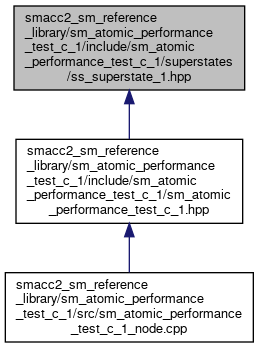 smacc2_sm_reference
_library/sm_atomic_performance
_test_c_1/include/sm_atomic
_performance_test_c_1/superstates
/ss_superstate_1.hpp
smacc2_sm_reference
_library/sm_atomic_performance
_test_c_1/include/sm_atomic
_performance_test_c_1/sm_atomic
_performance_test_c_1.hpp
smacc2_sm_reference
_library/sm_atomic_performance
_test_c_1/src/sm_atomic_performance
_test_c_1_node.cpp